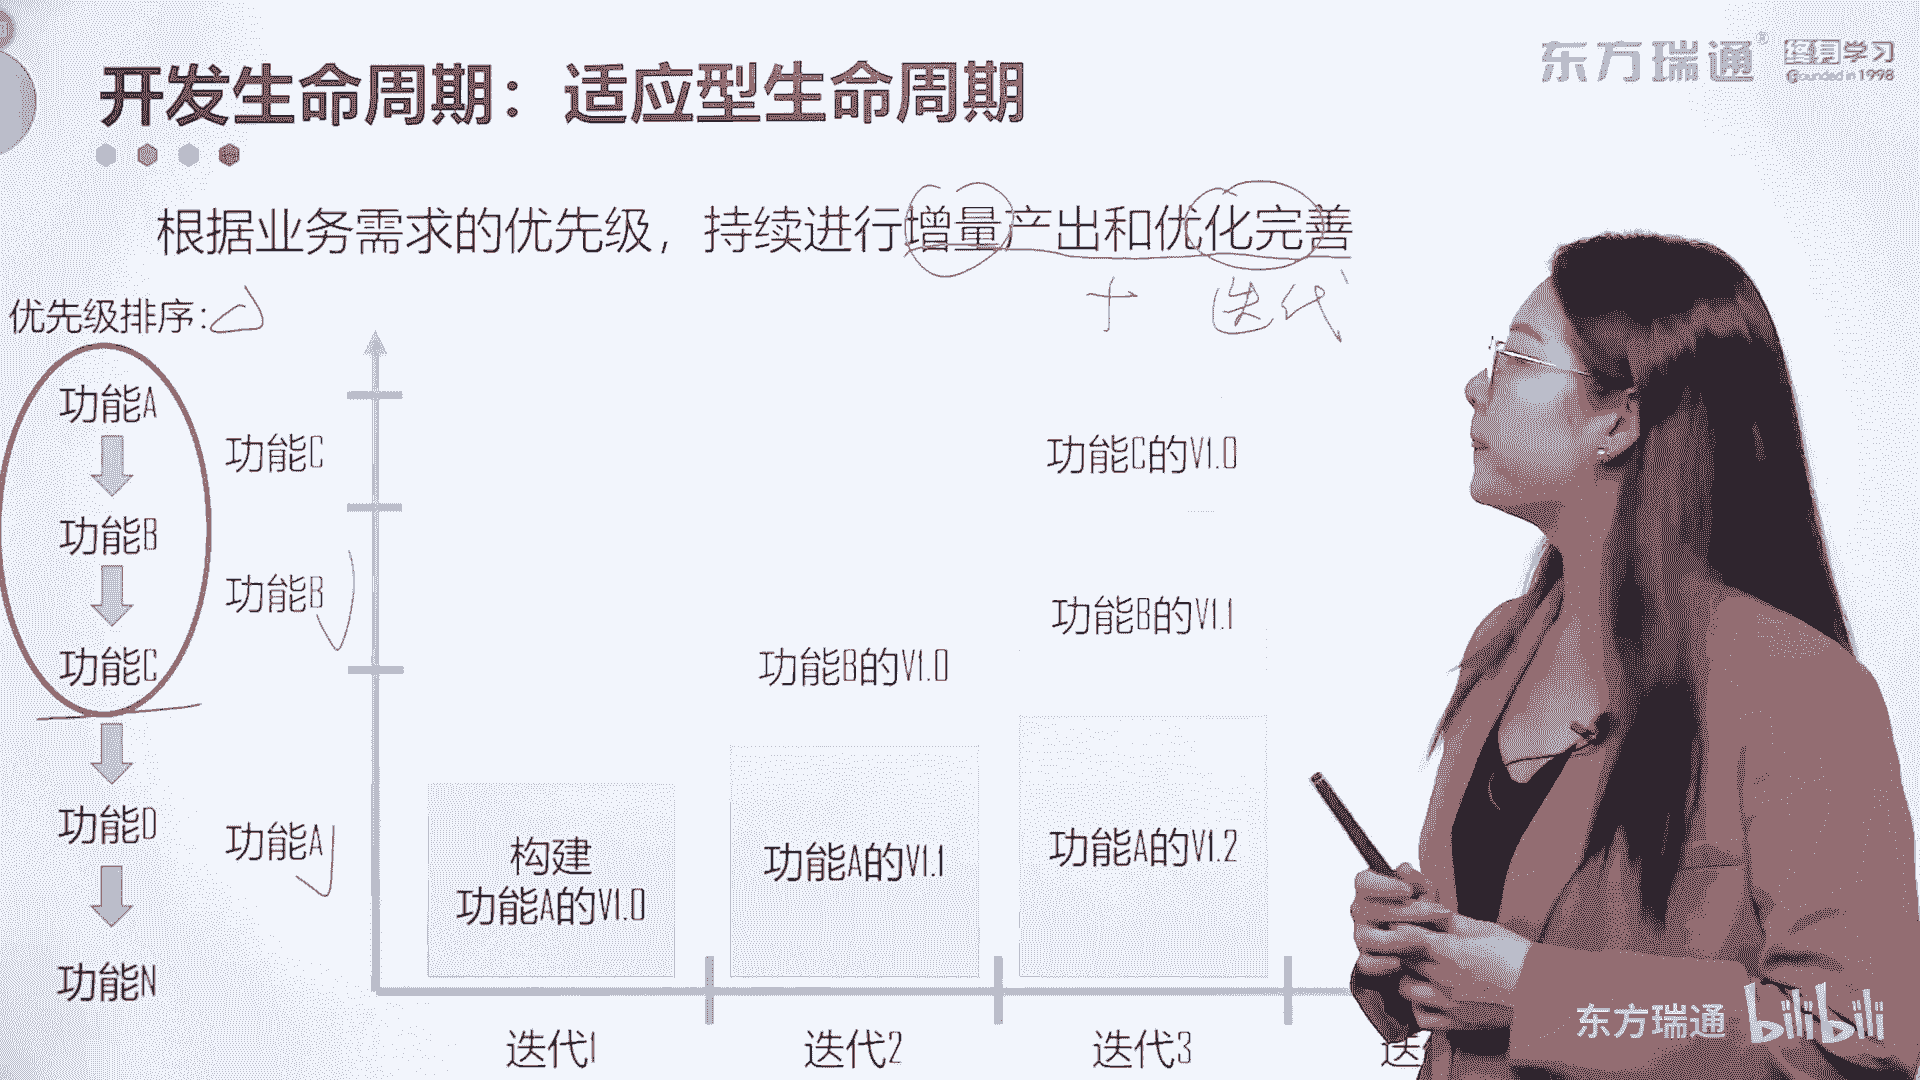 东方瑞通®
终身学习
Founded in 1998
开发生命周期：适应型生命周期
根据业务需求的优先级，持续进行增量产出和优化完善
十 迭代
优先级排序：
功能A
功能B
功能C
功能D
功能N
功能C
功能B
功能A
功能C的V1.0
功能B的V1.1
功能B的V1.0
构建
功能A的V1.0
功能A的V1.1
功能A的V1.2
迭代1
迭代2
迭代3
迭
东方瑞通 bilibili